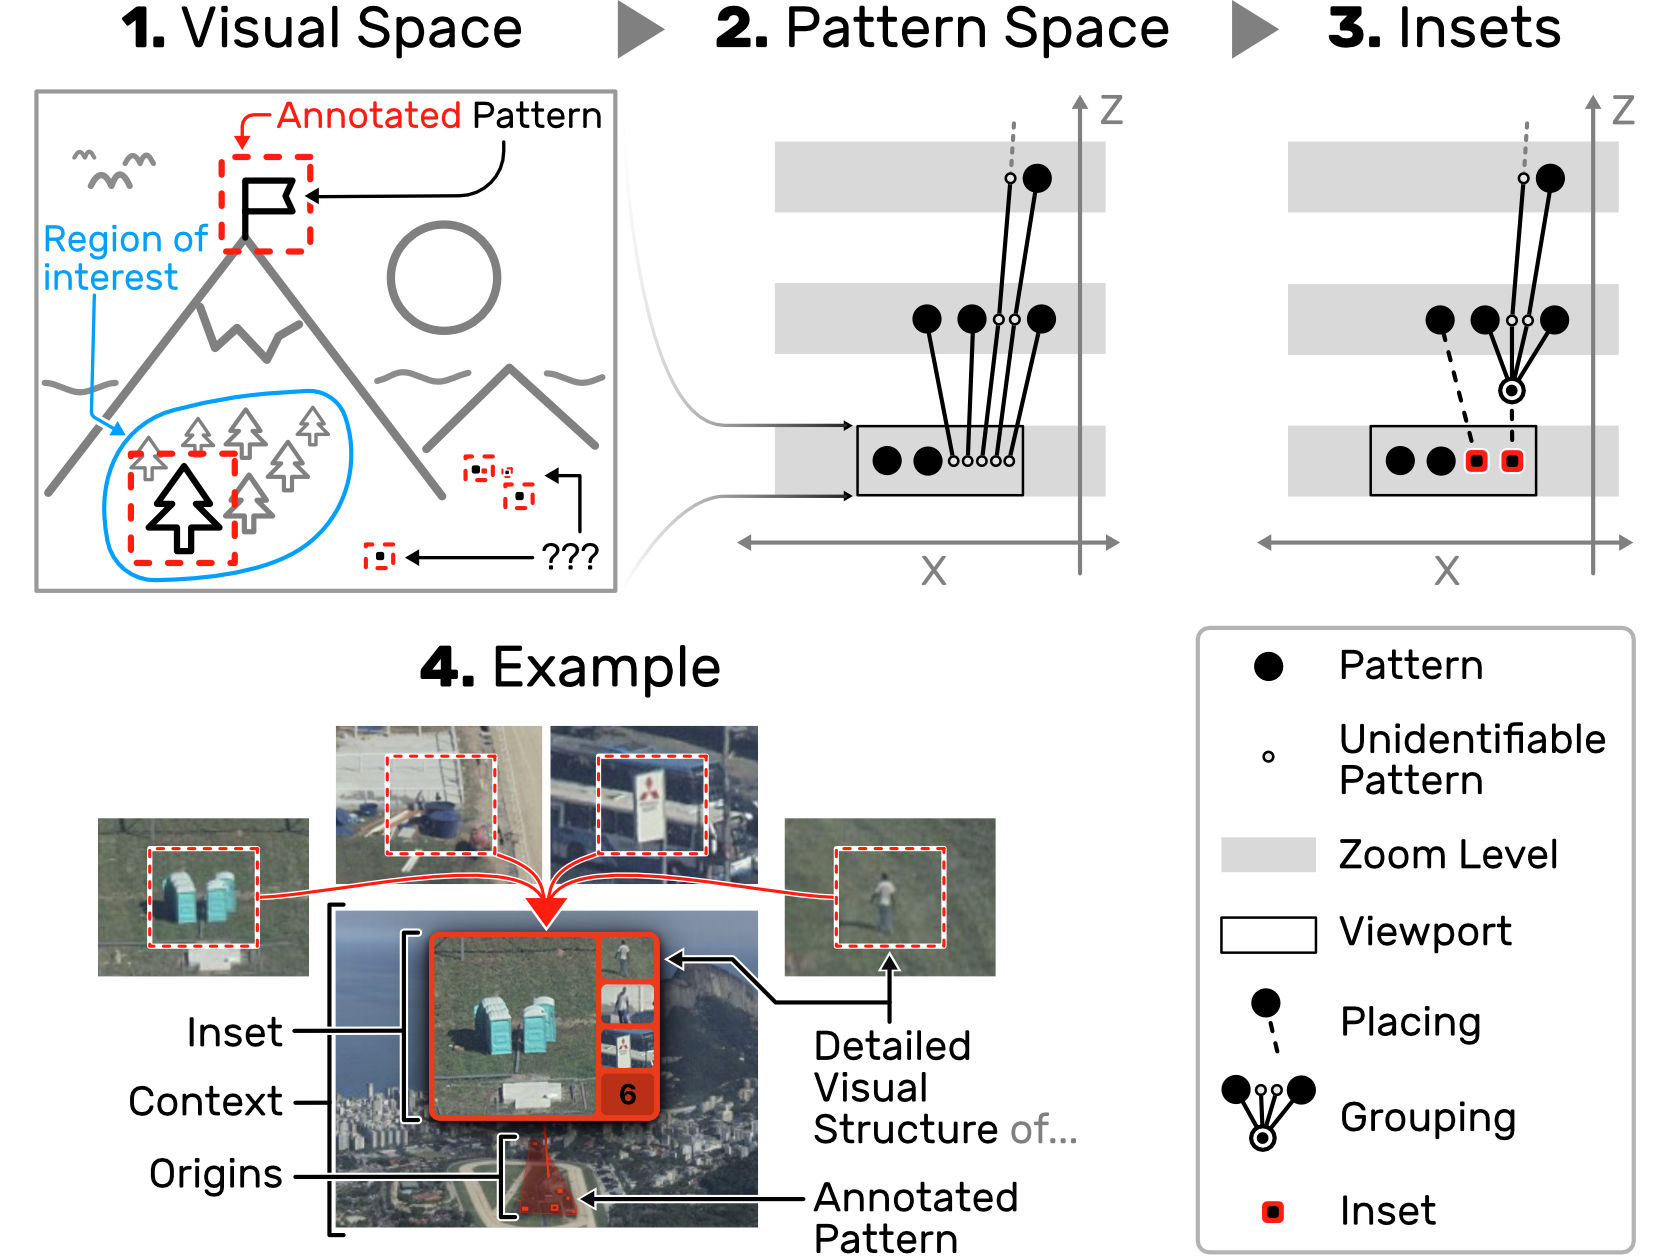 1. Visual Space
2. Pattern Space
3. Insets
Annotated Pattern
Region of
interest
???
Z
X
Z
X
4. Example
Inset
Context
Origins
6
Detailed
Visual
Structure of...
Annotated
Pattern
Pattern
Unidentifiable
Pattern
Zoom Level
Viewport
Placing
Grouping
Inset